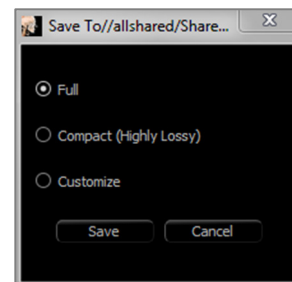 Save To//allshared/Share...
Full
Compact (Highly Lossy)
Customize
Save Cancel